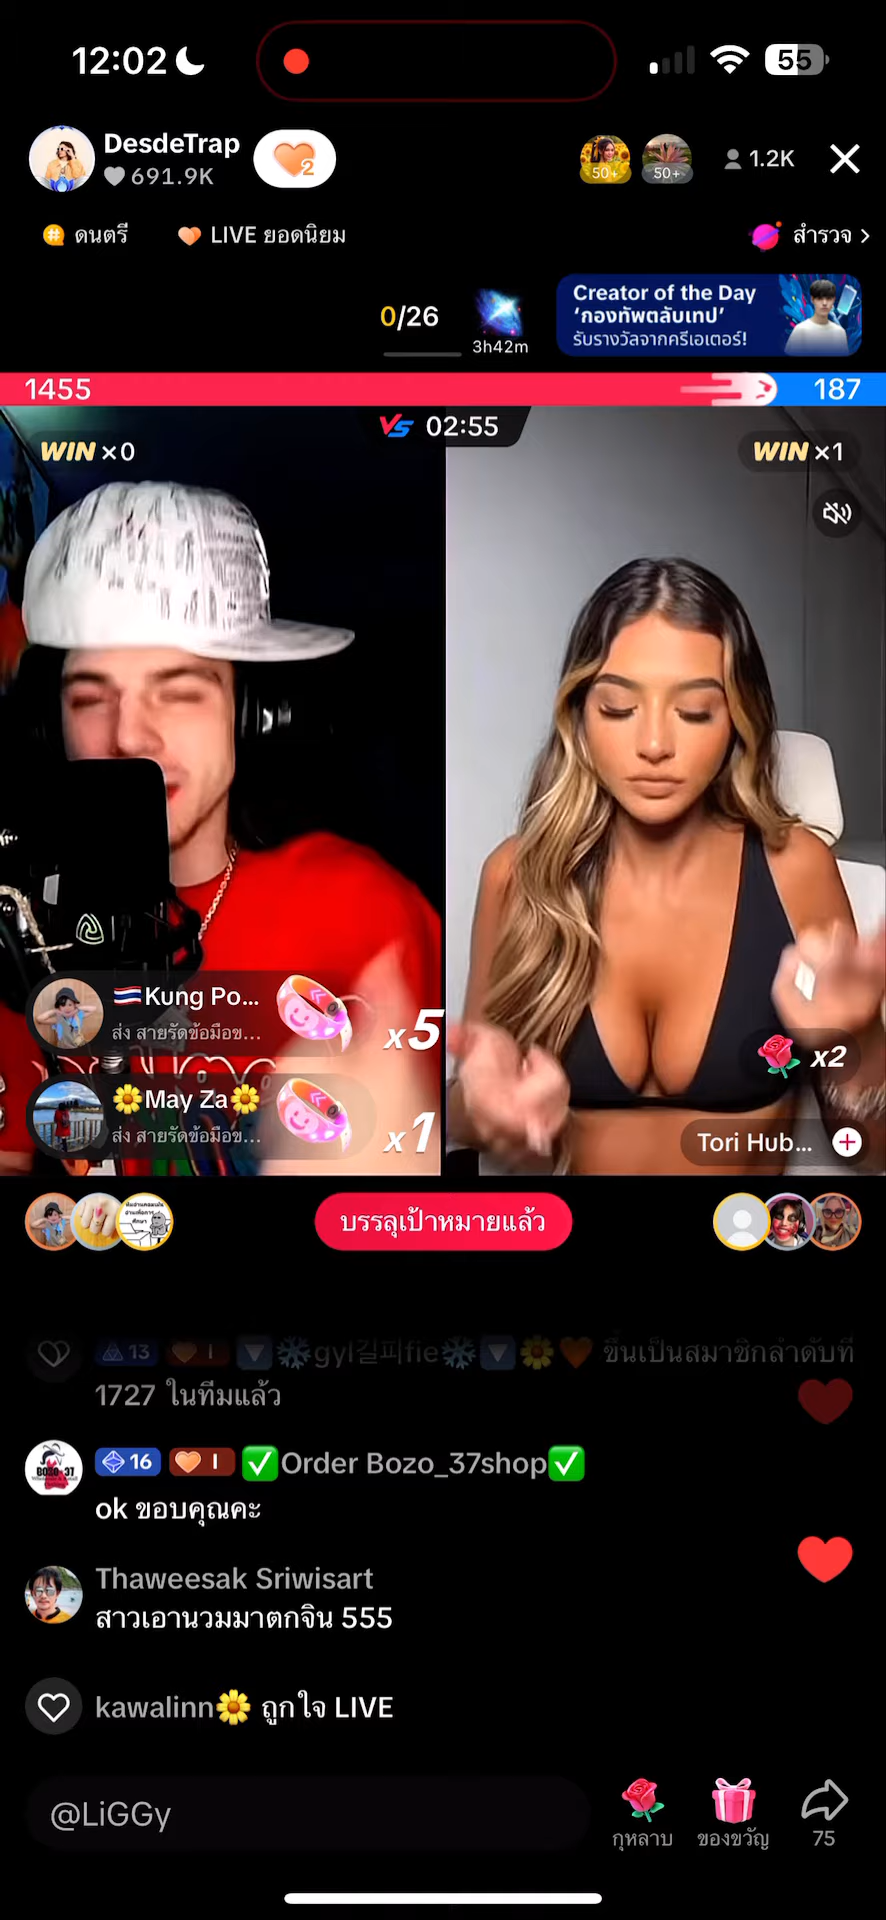 12:02
55
DesdeTrap
691.9K
2
50+
50+
1.2K
ดนตรี
LIVE ยอดนิยม
สำรวจ
0/26
3h42m
Creator of the Day
‘กองทัพตลับเทป’
รับรางวัลจากครีเอเตอร์!
1455
187
VS 02:55
WIN x0
WIN x1
Kung Po...
ส่ง สายรัดข้อมือข...
x5
May Za
ส่ง สายรัดข้อมือข...
x1
x2
Tori Hub...
บรรลุเป้าหมายแล้ว
13 I gyl길피fie ขึ้นเป็นสมาชิกลำดับที่
1727 ในทีมแล้ว
16 I Order Bozo_37shop
ok ขอบคุณคะ
Thaweesak Sriwisart
สาวเอานวมมาตกจิน 555
kawalinn ถูกใจ LIVE
@LiGGy
กุหลาบ
ของขวัญ
75